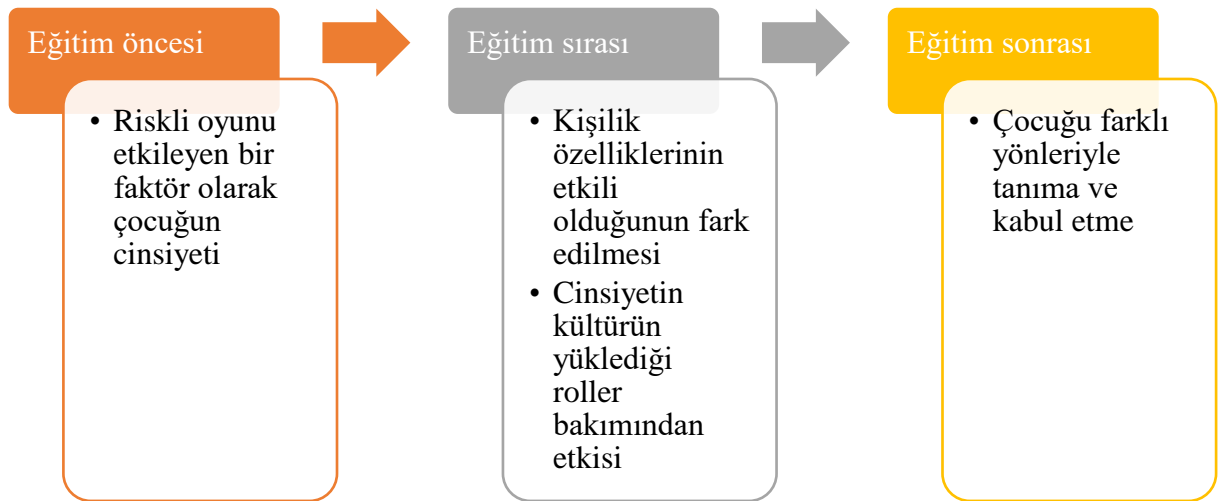 Eğitim öncesi
• Riskli oyunu
etkileyen bir
faktör olarak
çocuğun
cinsiyeti
Eğitim sırası
• Kişilik
özelliklerinin
etkili
olduğunun fark
edilmesi
• Cinsiyetin
kültürün
yüklediği
roller
bakımından
etkisi
Eğitim sonrası
• Çocuğu farklı
yönleriyle
tanıma ve
kabul etme